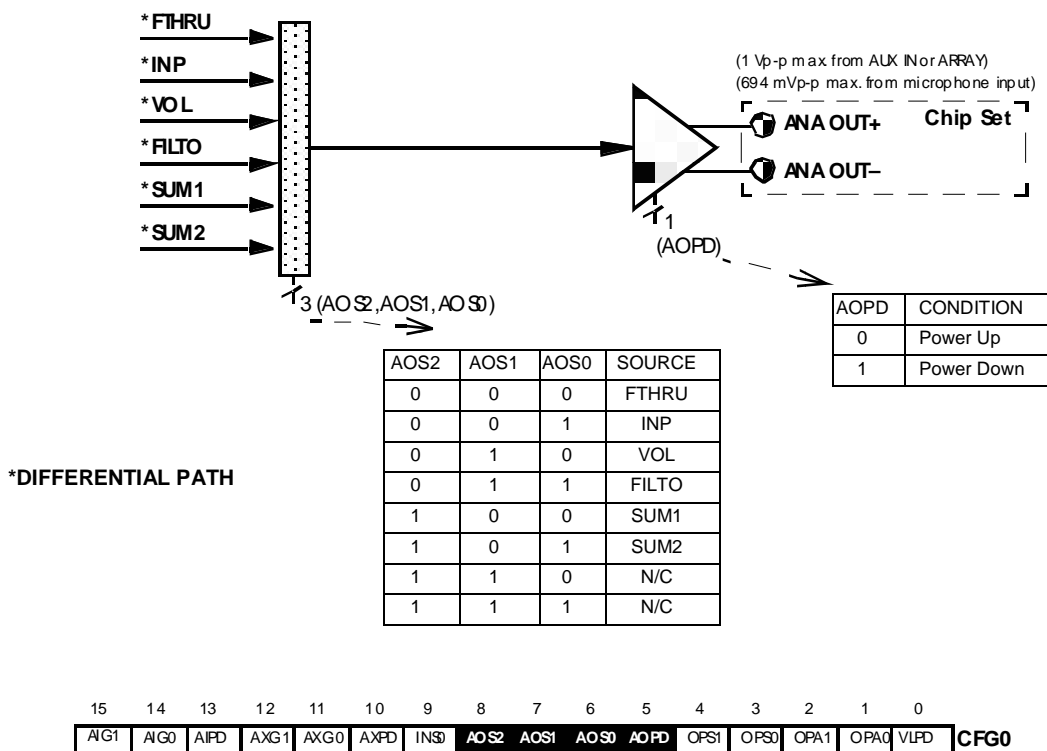 *FTHRU
*INP
*VOL
*FILTO
*SUM1
*SUM2
(1 Vp-p max. from AUX IN or ARRAY)
(694 mVp-p max. from microphone input)
ANA OUT+ Chip Set
ANA OUT–
1
(AOPD)
3 (AOS2, AOS1, AOS0)
AOPD CONDITION
0 Power Up
1 Power Down
AOS2 AOS1 AOS0 SOURCE
0 0 0 FTHRU
0 0 1 INP
0 1 0 VOL
0 1 1 FILTO
1 0 0 SUM1
1 0 1 SUM2
1 1 0 N/C
1 1 1 N/C
*DIFFERENTIAL PATH
15 14 13 12 11 10 9 8 7 6 5 4 3 2 1 0
AIG1 AIG0 AIPD AXG1 AXG0 AXPD INS0 AOS2 AOS1 AOS0 AOPD OPS1 OPS0 OPA1 OPA0 VLPD CFG0